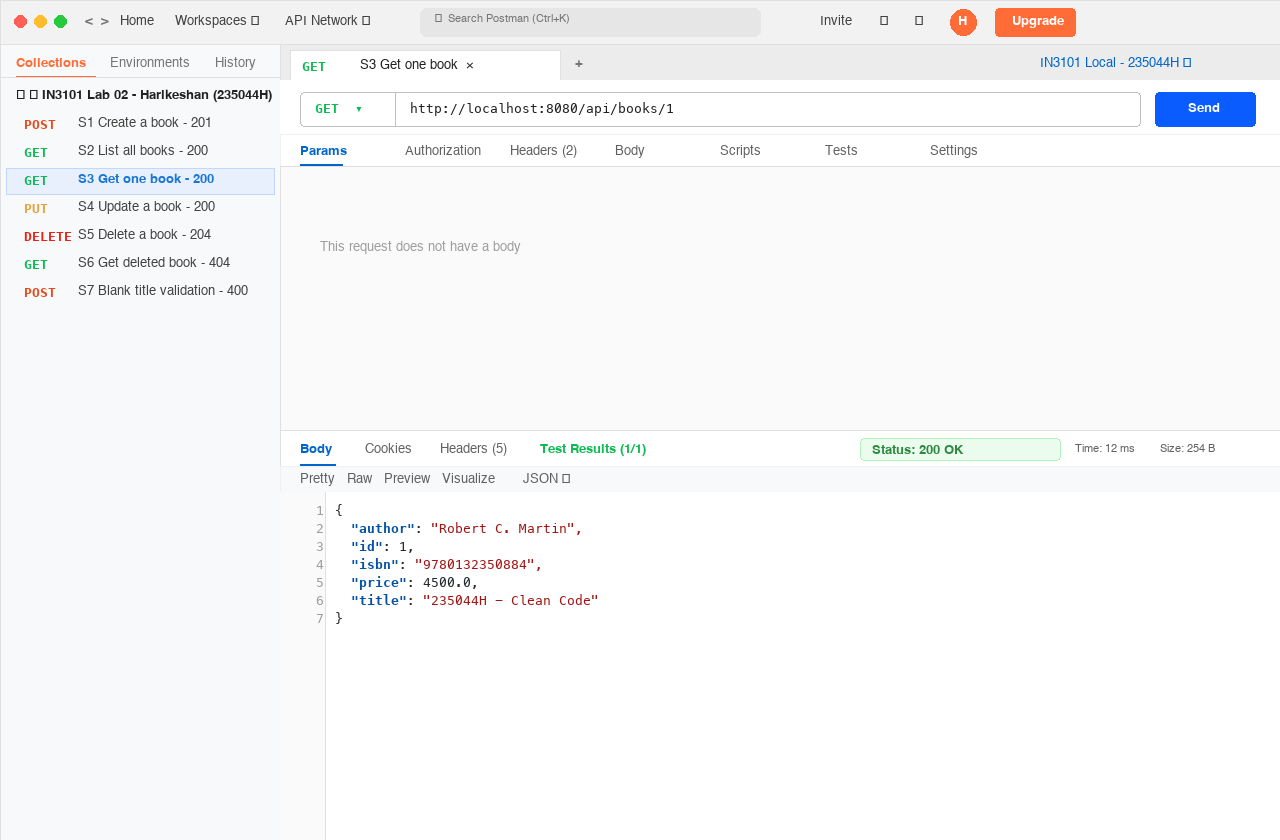 < > Home Workspaces API Network Search Postman (Ctrl+K) Invite H Upgrade
Collections Environments History
GET S3 Get one book × + IN3101 Local - 235044H
IN3101 Lab 02 - Harikeshan (235044H)
POST S1 Create a book - 201
GET S2 List all books - 200
GET S3 Get one book - 200
PUT S4 Update a book - 200
DELETE S5 Delete a book - 204
GET S6 Get deleted book - 404
POST S7 Blank title validation - 400
GET ▾ http://localhost:8080/api/books/1 Send
Params Authorization Headers (2) Body Scripts Tests Settings
This request does not have a body
Body Cookies Headers (5) Test Results (1/1) Status: 200 OK Time: 12 ms Size: 254 B
Pretty Raw Preview Visualize JSON
1 {
2 "author": "Robert C. Martin",
3 "id": 1,
4 "isbn": "9780132350884",
5 "price": 4500.0,
6 "title": "235044H – Clean Code"
7 }